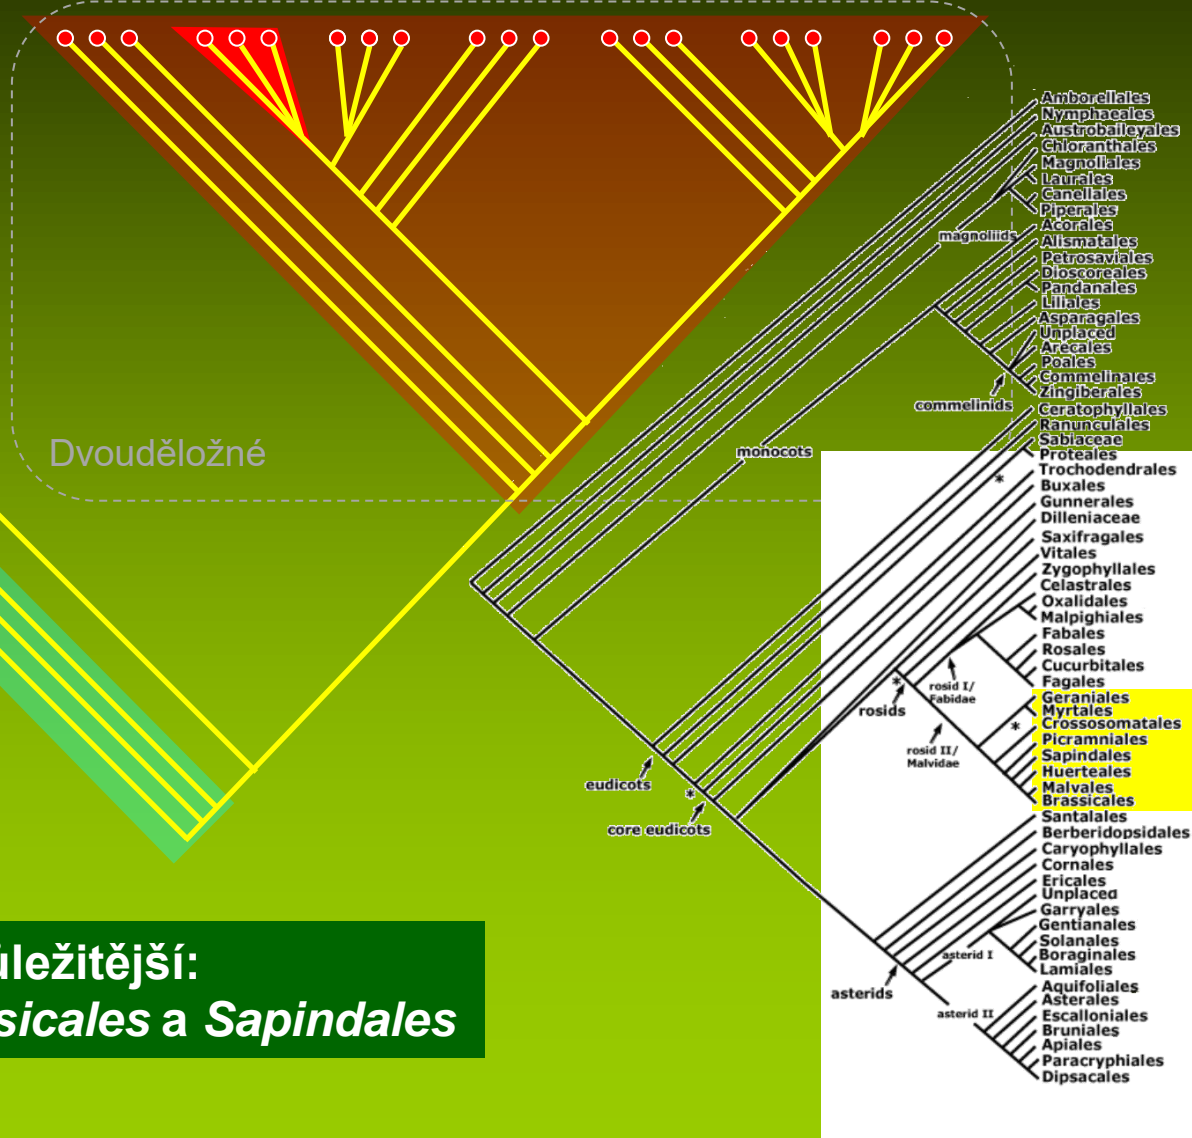 Amborellales
Nymphaeales
Austrobaileyales
Chloranthales
Magnoliales
Laurales
Canellales
Piperales
magnoliids
Acorales
Alismatales
Petrosaviales
Dioscoreales
Pandanales
Liliales
Asparagales
Unplaced
Arecales
Poales
Commelinales
Zingiberales
commelinids
Ceratophyllales
Ranunculales
Sabiaceae
Dvouděložné
monocots
Proteales
Trochodendrales
*
Buxales
Gunnerales
Dilleniaceae
Saxifragales
Vitales
Zygophyllales
Celastrales
Oxalidales
Malpighiales
Fabales
Rosales
Cucurbitales
Fagales
*
rosid I/
Fabidae
rosids
Geraniales
Myrtales
Crossosomatales
*
Picramniales
rosid II/
Malvidae
Sapindales
Huerteales
Malvales
Brassicales
eudicots
*
core eudicots
Santalales
Berberidopsidales
Caryophyllales
Cornales
Ericales
Unplaced
Garryales
Gentianales
Solanales
Boraginales
Lamiales
asterid I
asterids
Aquifoliales
Asterales
Escalloniales
asterid II
Bruniales
Apiales
Paracryphiales
Dipsacales
ůležitější:
sicales a Sapindales